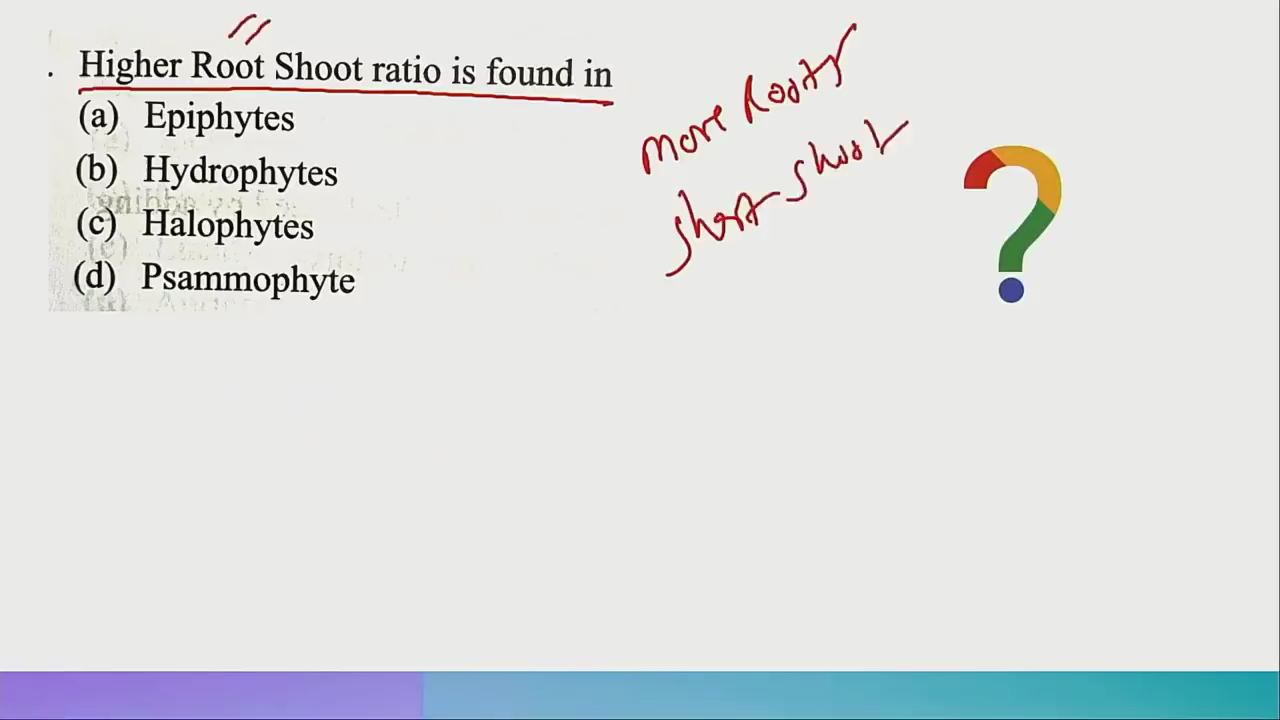 . Higher Root Shoot ratio is found in
(a) Epiphytes
(b) Hydrophytes
(c) Halophytes
(d) Psammophyte
more Roots
short shoot